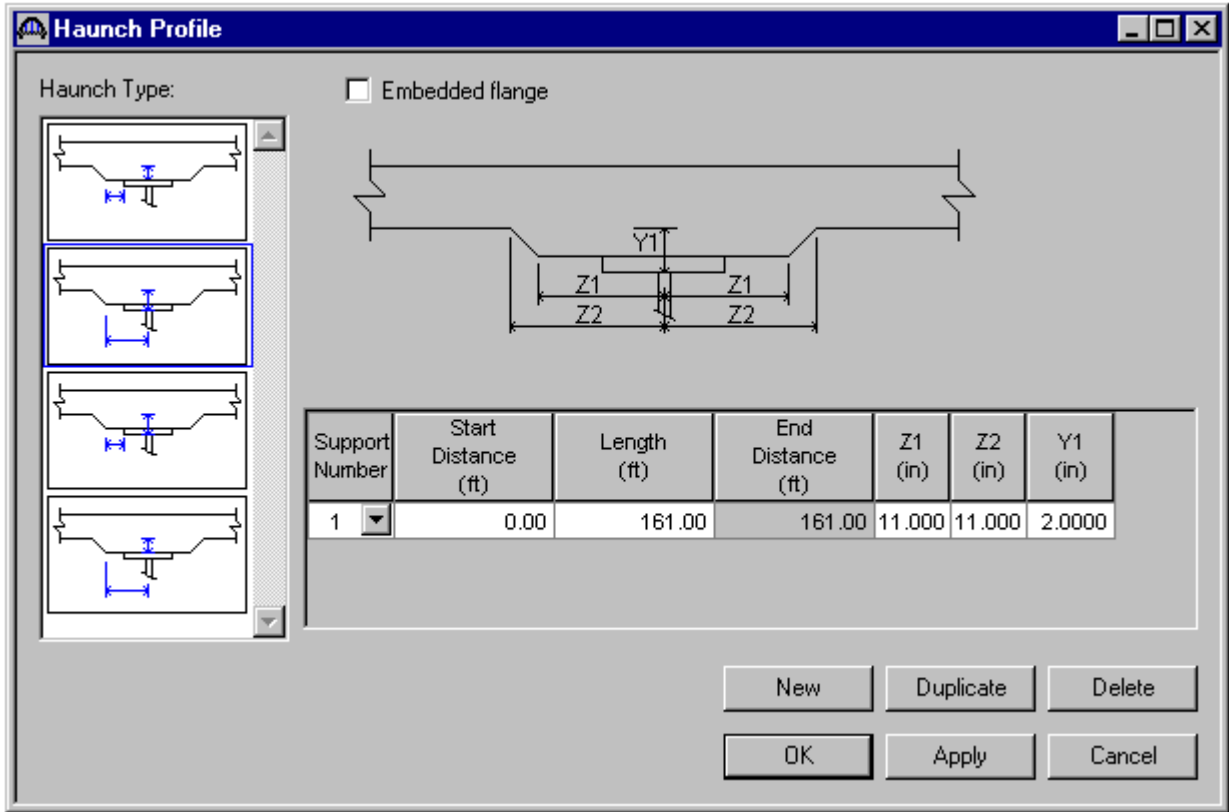 Haunch Profile
Haunch Type:
Embedded flange
Y1
Z1 Z1
Z2 Z2
Support Number Start Distance (ft) Length (ft) End Distance (ft) Z1 (in) Z2 (in) Y1 (in)
1 0.00 161.00 161.00 11.000 11.000 2.0000
New Duplicate Delete
OK Apply Cancel